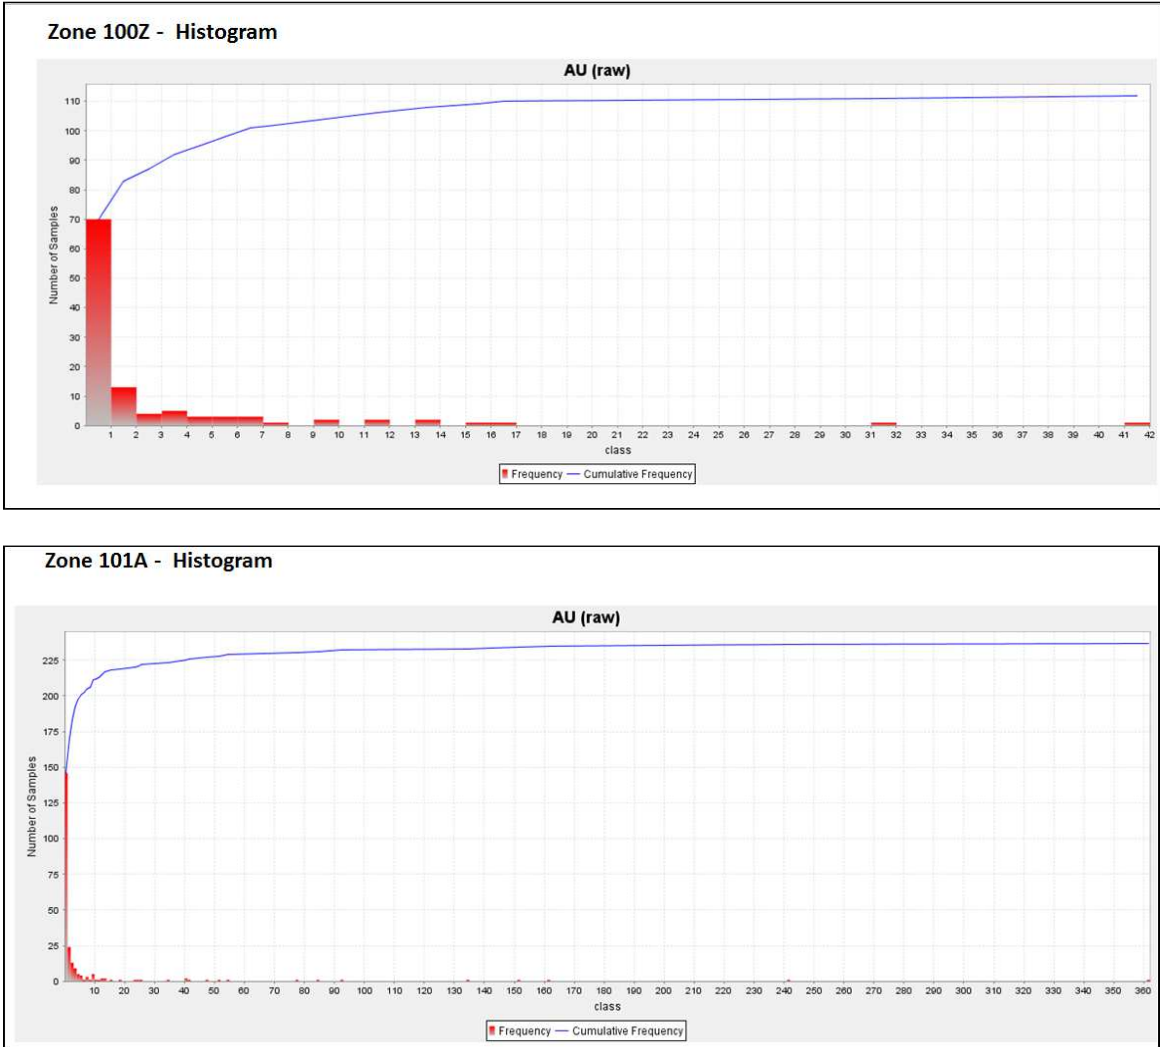 Zone 100Z - Histogram
AU (raw)
Number of Samples
110
100
90
80
70
60
50
40
30
20
10
0
1 2 3 4 5 6 7 8 9 10 11 12 13 14 15 16 17 18 19 20 21 22 23 24 25 26 27 28 29 30 31 32 33 34 35 36 37 38 39 40 41 42
class
Frequency Cumulative Frequency
Zone 101A - Histogram
AU (raw)
Number of Samples
225
200
175
150
125
100
75
50
25
0
10 20 30 40 50 60 70 80 90 100 110 120 130 140 150 160 170 180 190 200 210 220 230 240 250 260 270 280 290 300 310 320 330 340 350 360
class
Frequency Cumulative Frequency